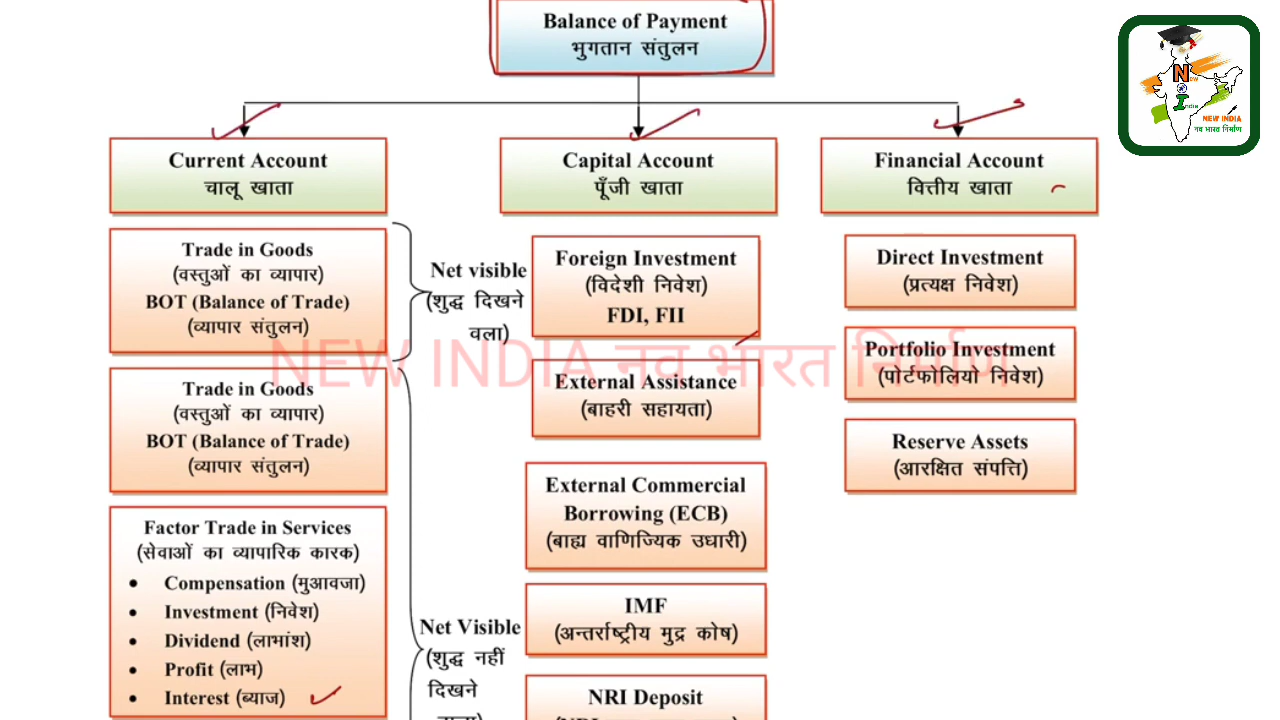 Balance of Payment
भुगतान संतुलन
Current Account
चालू खाता
Capital Account
पूँजी खाता
Financial Account
वित्तीय खाता
Trade in Goods
(वस्तुओं का व्यापार)
BOT (Balance of Trade)
(व्यापार संतुलन)
Net visible
(शुद्ध दिखने
वला)
Trade in Goods
(वस्तुओं का व्यापार)
BOT (Balance of Trade)
(व्यापार संतुलन)
Factor Trade in Services
(सेवाओं का व्यापारिक कारक)
• Compensation (मुआवजा)
• Investment (निवेश)
• Dividend (लाभांश)
• Profit (लाभ)
• Interest (ब्याज)
Net Visible
(शुद्ध नहीं
दिखने
Foreign Investment
(विदेशी निवेश)
FDI, FII
External Assistance
(बाहरी सहायता)
External Commercial
Borrowing (ECB)
(बाह्य वाणिज्यिक उधारी)
IMF
(अन्तर्राष्ट्रीय मुद्र कोष)
NRI Deposit
Direct Investment
(प्रत्यक्ष निवेश)
Portfolio Investment
(पोर्टफोलियो निवेश)
Reserve Assets
(आरक्षित संपत्ति)
NEW INDIA नव भारत निर्माण
New
India
NEW INDIA
नव भारत निर्माण